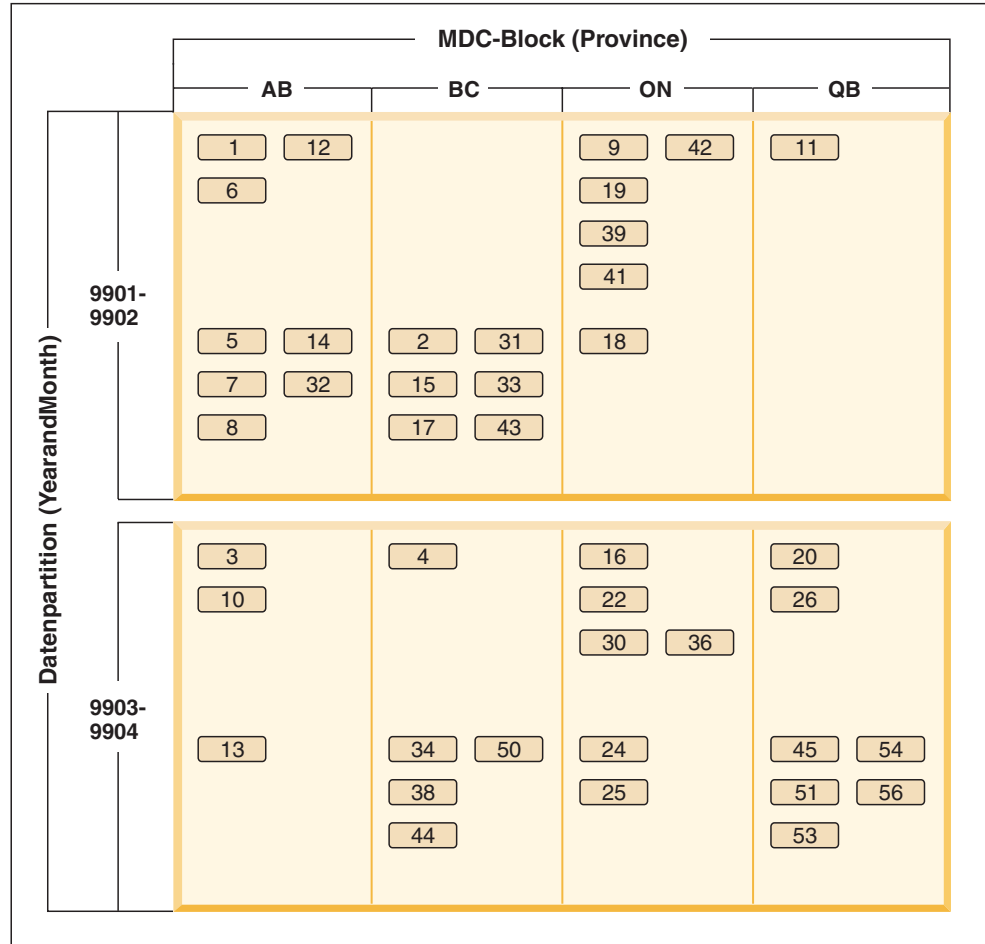 MDC-Block (Province)
AB BC ON QB
Datenpartition (YearandMonth)
9901-
9902
1 12 9 42 11
6 19
39
41
5 14 2 31 18
7 32 15 33
8 17 43
9903-
9904
3 4 16 20
10 22 26
30 36
13 34 50 24 45 54
38 25 51 56
44 53